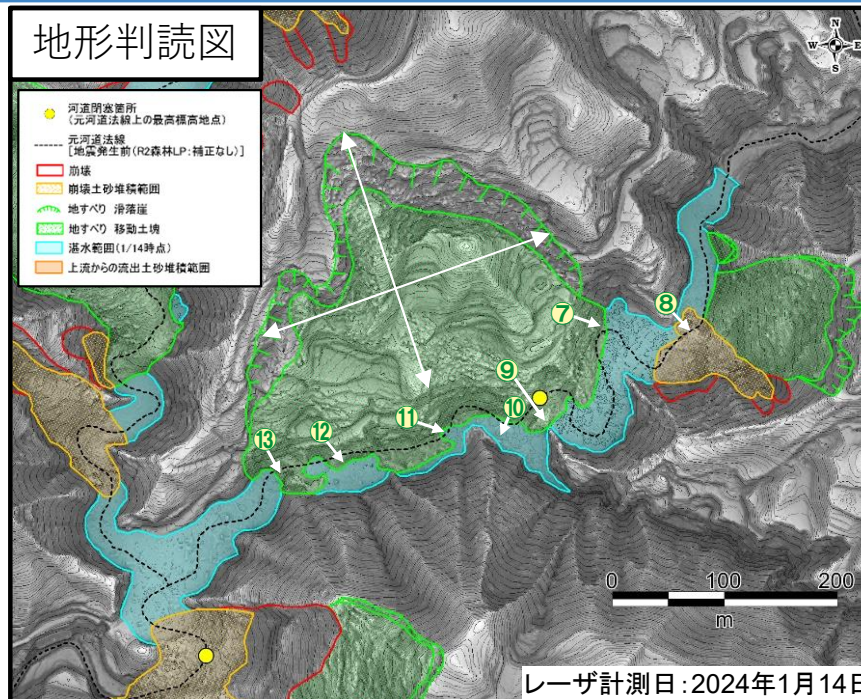 地形判読図
N
W
E
S
河道閉塞箇所
(元河道法線上の最高標高地点)
元河道法線
[地震発生前(R2森林LP:補正なし)]
崩壊
崩壊土砂堆積範囲
地すべり 滑落崖
地すべり 移動土塊
湛水範囲(1/14時点)
上流からの流出土砂堆積範囲
⑦
⑧
⑨
⑩
⑪
⑫
⑬
0 100 200
m
レーザ計測日:2024年1月14日